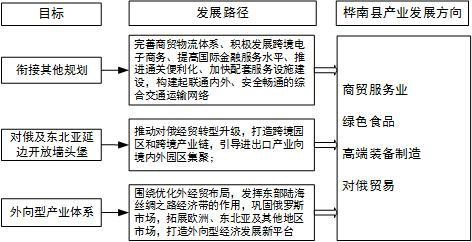 目标
发展路径
桦南县产业发展方向
衔接其他规划
完善商贸物流体系、积极发展跨境电
子商务、提高国际金融服务水平、推
进通关便利化、加快配套服务设施建
设，构建起联通内外、安全畅通的综
合交通运输网络
对俄及东北亚延
边开放墙头堡
推动对俄经贸转型升级，打造跨境园
区和跨境产业链，引导进出口产业向
境内外园区集聚；
外向型产业体系
围绕优化外经贸布局，发挥东部陆海
丝绸之路经济带的作用，巩固俄罗斯
市场，拓展欧洲、东北亚及其他地区
市场，打造外向型经济发展新平台
商贸服务业
绿色食品
高端装备制造
对俄贸易